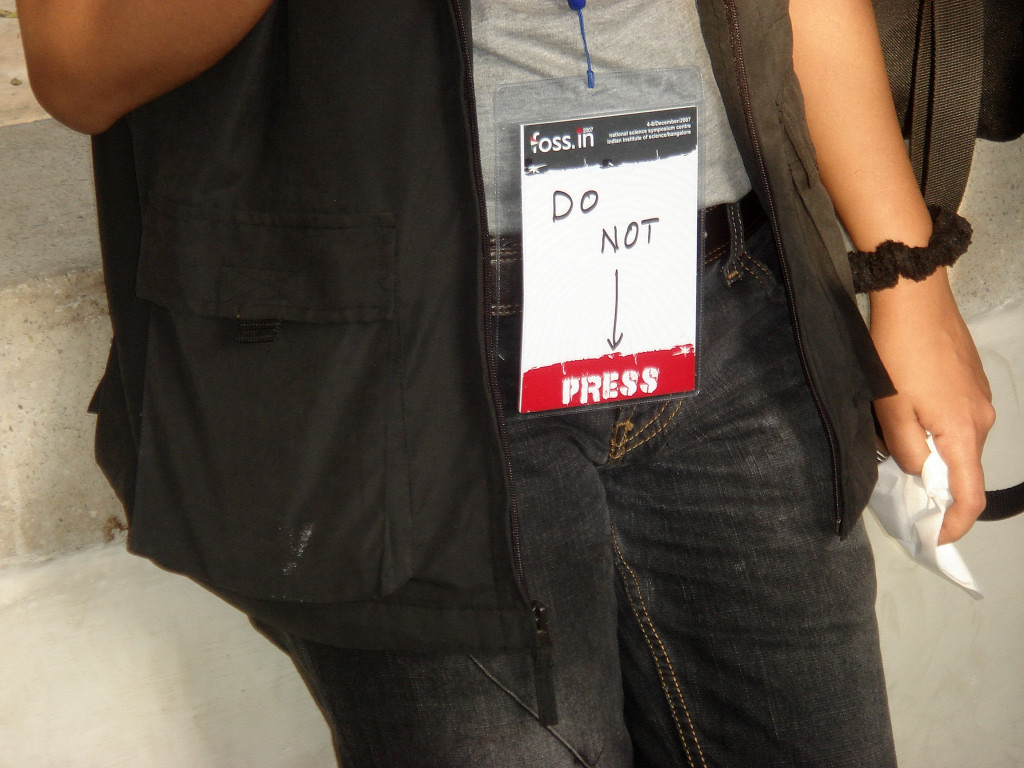 foss.in
2007
4-8/December/2007
national science symposium centre
indian institute of science/bangalore
DO
NOT
PRESS